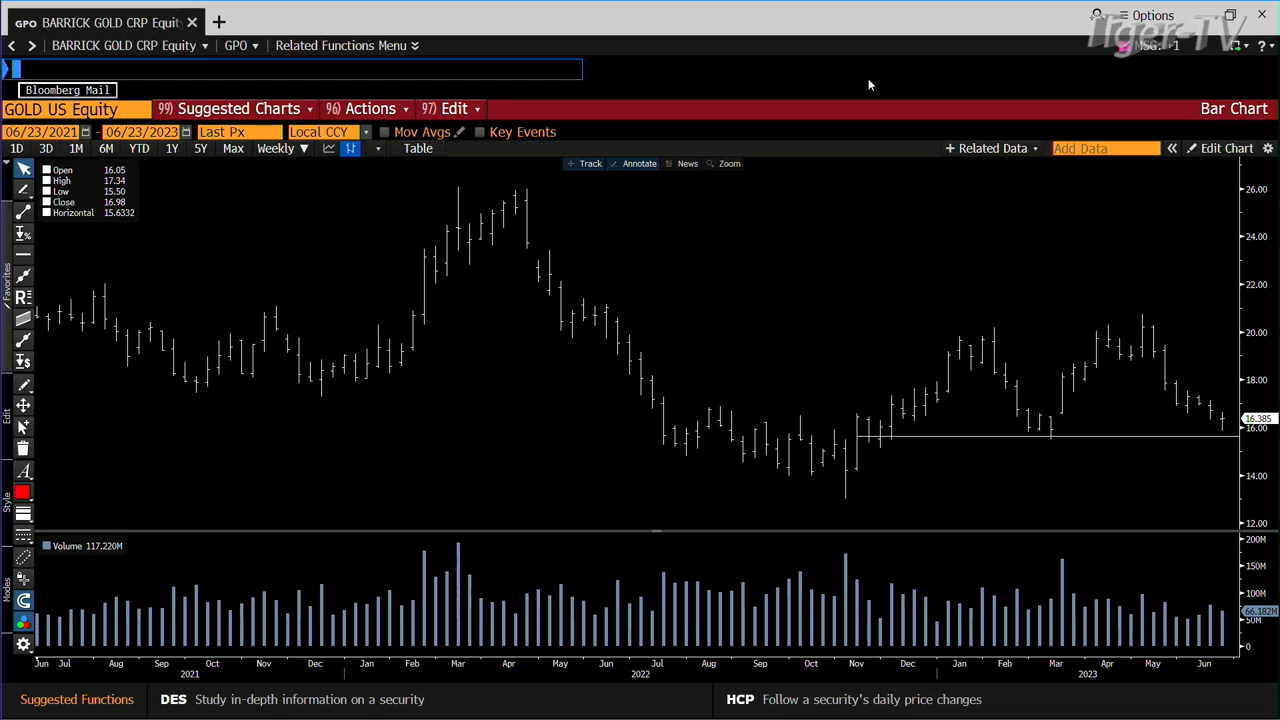 GPO BARRICK GOLD CRP Equity
Options
Tiger-TV
BARRICK GOLD CRP Equity GPO Related Functions Menu
MSG: +1
?
Bloomberg Mail
GOLD US Equity 99) Suggested Charts 96) Actions 97) Edit Bar Chart
06/23/2021 - 06/23/2023 Last Px Local CCY Mov Avgs Key Events
1D 3D 1M 6M YTD 1Y 5Y Max Weekly ▼ Table + Related Data Add Data « Edit Chart
Track Annotate News Zoom
Open 16.05
High 17.34
Low 15.50
Close 16.98
Horizontal 15.6332
Favorites
Edit
Style
Modes
26.00
24.00
22.00
20.00
18.00
16.385
16.00
14.00
12.00
Volume 117.220M
200M
150M
100M
66.182M
50M
0
Jun Jul Aug Sep Oct Nov Dec Jan Feb Mar Apr May Jun Jul Aug Sep Oct Nov Dec Jan Feb Mar Apr May Jun
2021 2022 2023
Suggested Functions DES Study in-depth information on a security HCP Follow a security's daily price changes